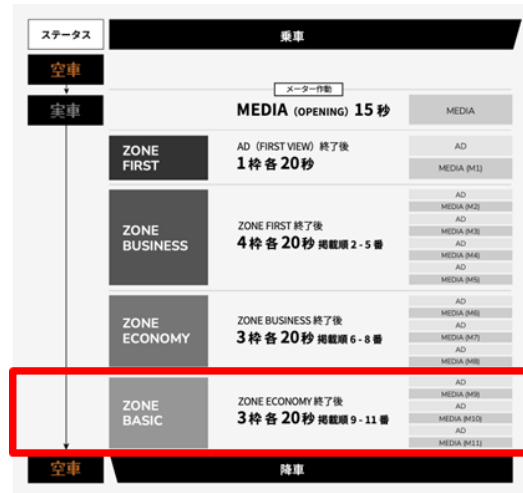 ステータス
乗車
空車
実車
メーター作動
MEDIA (OPENING) 15 秒
MEDIA
ZONE
FIRST
AD (FIRST VIEW) 終了後
1枠 各 20秒
AD
MEDIA (M1)
ZONE
BUSINESS
ZONE FIRST 終了後
4枠 各 20秒 掲載順 2 - 5 番
AD
MEDIA (M2)
AD
MEDIA (M3)
AD
MEDIA (M4)
AD
MEDIA (M5)
ZONE
ECONOMY
ZONE BUSINESS 終了後
3枠 各 20秒 掲載順 6 - 8 番
AD
MEDIA (M6)
AD
MEDIA (M7)
AD
MEDIA (M8)
ZONE
BASIC
ZONE ECONOMY 終了後
3枠 各 20秒 掲載順 9 - 11 番
AD
MEDIA (M9)
AD
MEDIA (M10)
AD
MEDIA (M11)
空車
降車